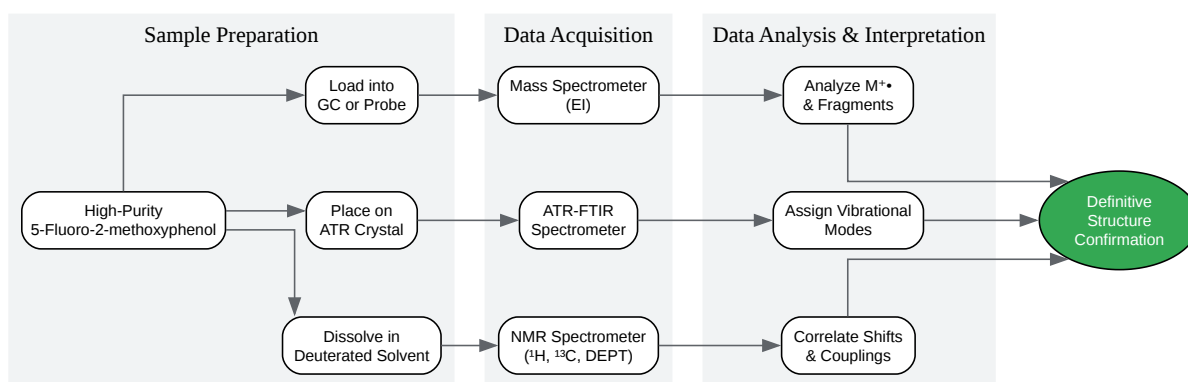 Sample Preparation
Data Acquisition
Data Analysis & Interpretation
Load into
GC or Probe
Mass Spectrometer
(EI)
Analyze M⁺•
& Fragments
High-Purity
5-Fluoro-2-methoxyphenol
Place on
ATR Crystal
ATR-FTIR
Spectrometer
Assign Vibrational
Modes
Definitive
Structure
Confirmation
Dissolve in
Deuterated Solvent
NMR Spectrometer
(¹H, ¹³C, DEPT)
Correlate Shifts
& Couplings